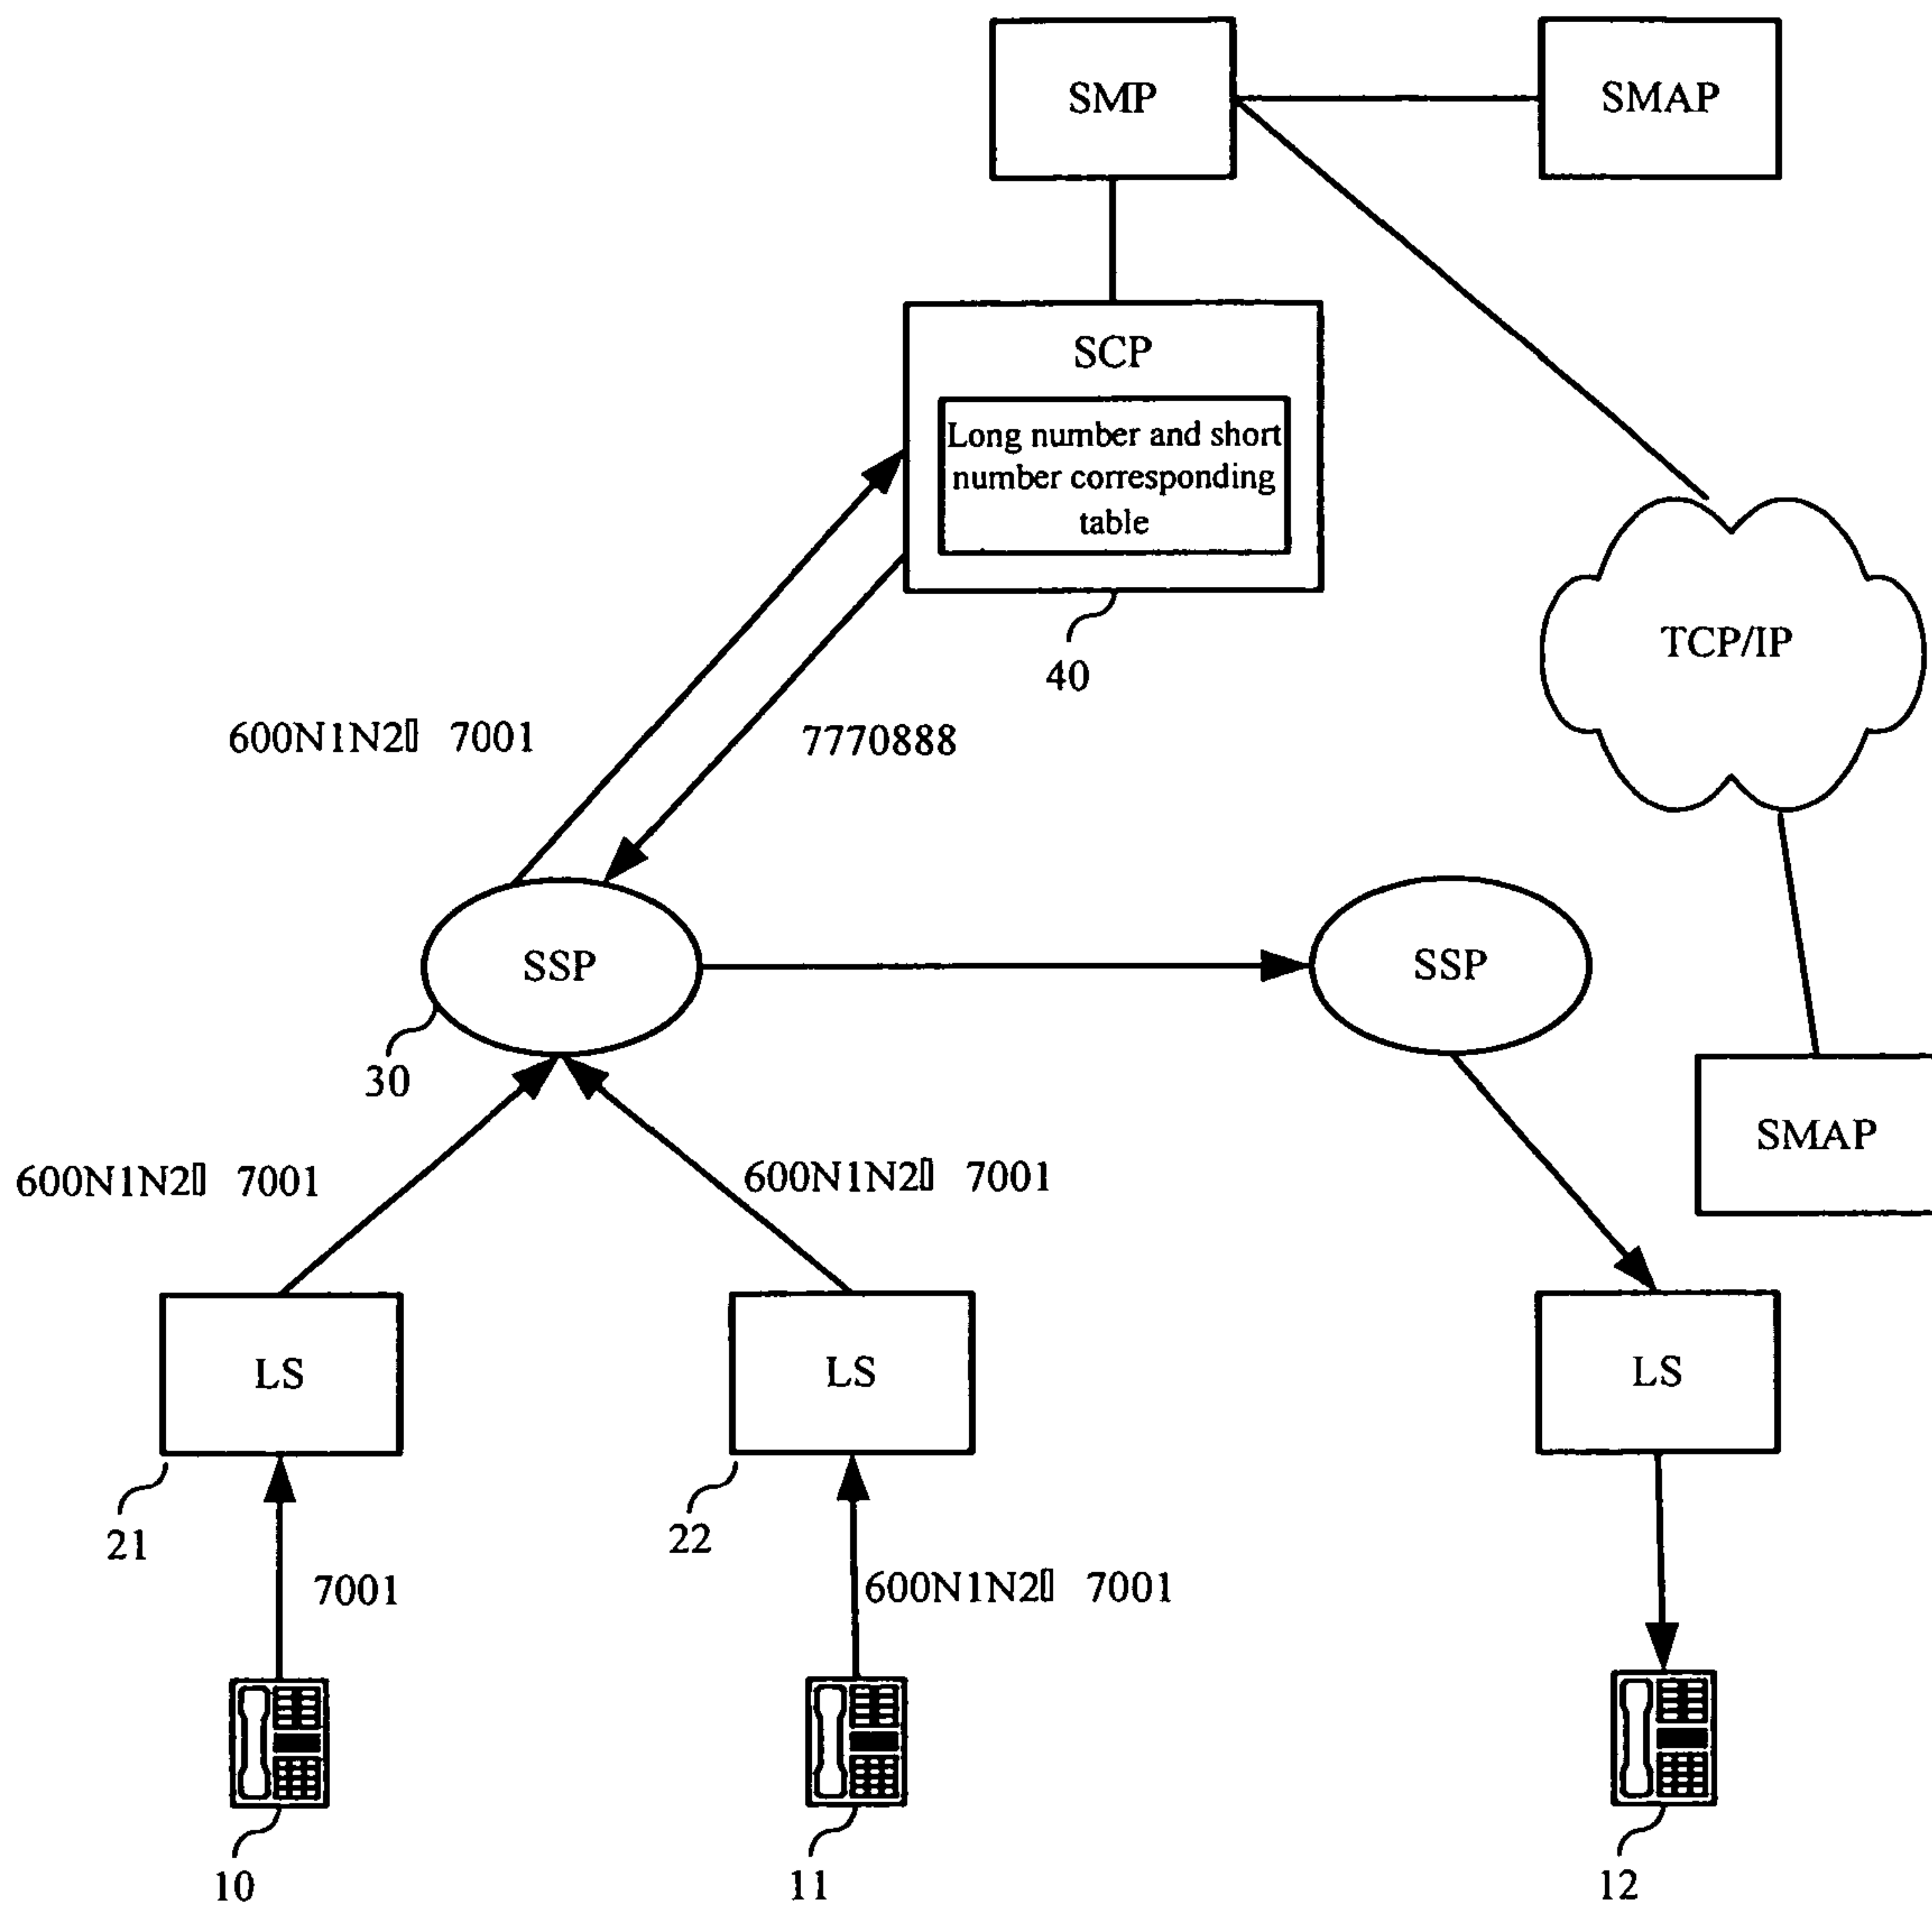 SMP
SMAP
SCP
Long number and short
number corresponding
table
40
TCP/IP
600N1N2▯ 7001
7770888
SSP
SSP
30
SMAP
600N1N2▯ 7001
600N1N2▯ 7001
LS
LS
LS
21
22
7001
600N1N2▯ 7001
10
11
12